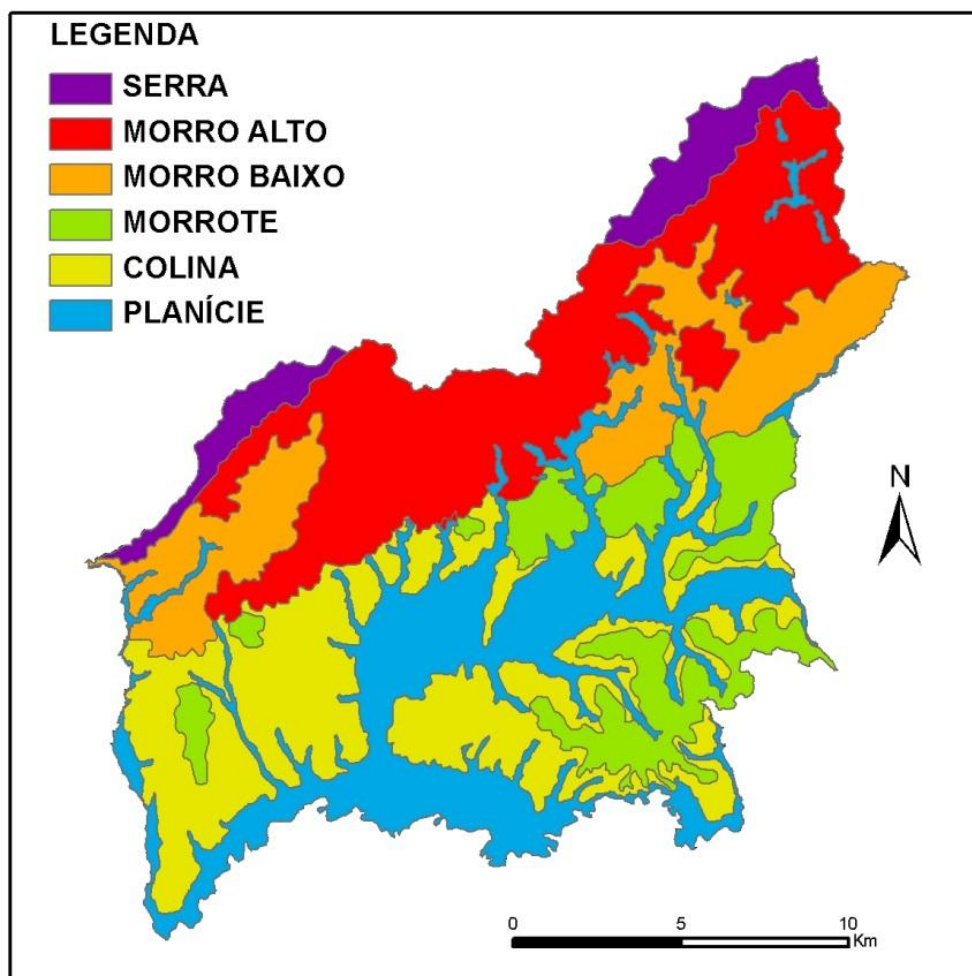 LEGENDA
SERRA
MORRO ALTO
MORRO BAIXO
MORROTE
COLINA
PLANÍCIE
N
0 5 10
Km